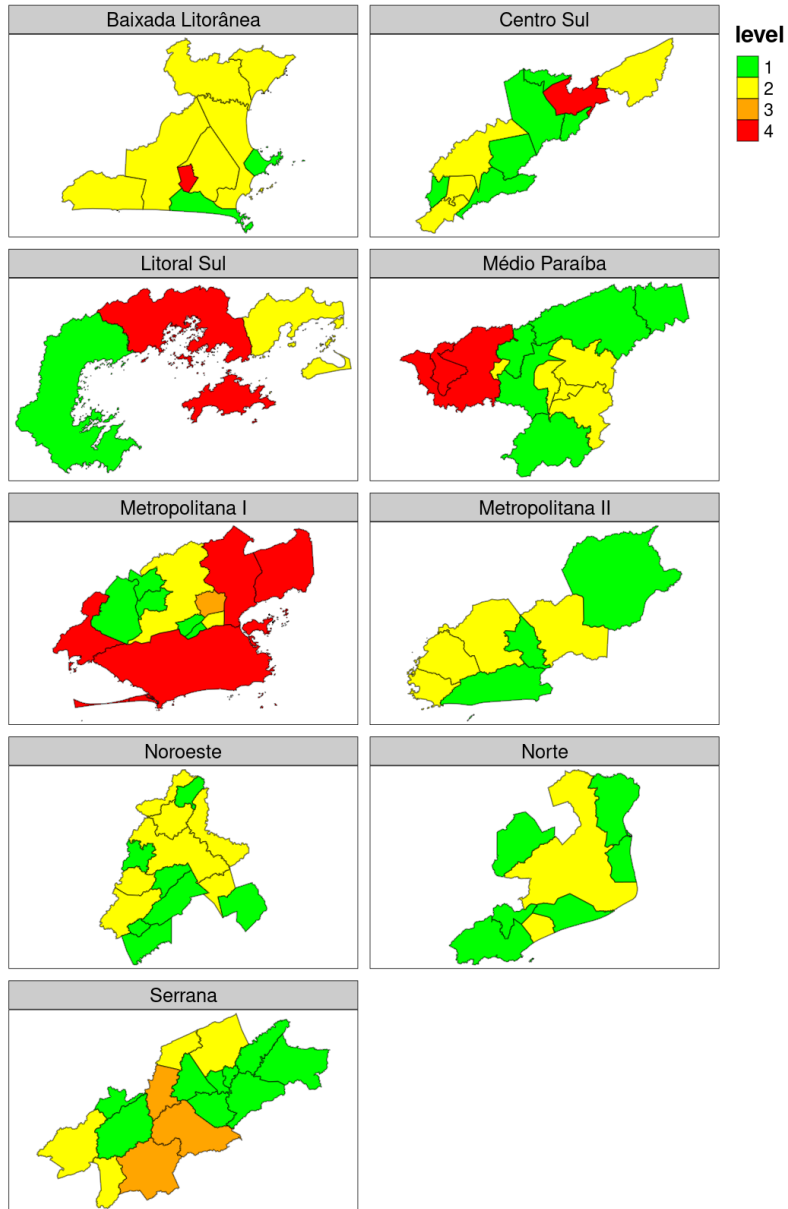 Baixada Litorânea
Centro Sul
level
1
2
3
4
Litoral Sul
Médio Paraíba
Metropolitana I
Metropolitana II
Noroeste
Norte
Serrana